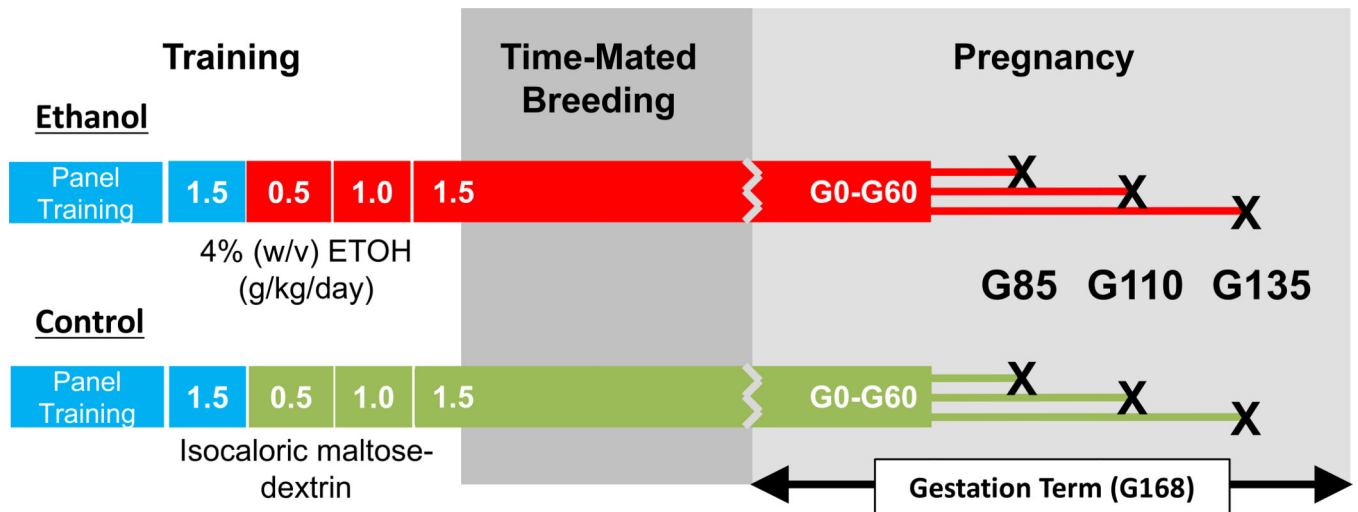 Training
Time-Mated
Breeding
Pregnancy
Ethanol
Panel
Training
1.5
0.5
1.0
1.5
G0-G60
X
X
X
4% (w/v) ETOH
(g/kg/day)
G85
G110
G135
Control
Panel
Training
1.5
0.5
1.0
1.5
G0-G60
X
X
X
Isocaloric maltose-
dextrin
Gestation Term (G168)